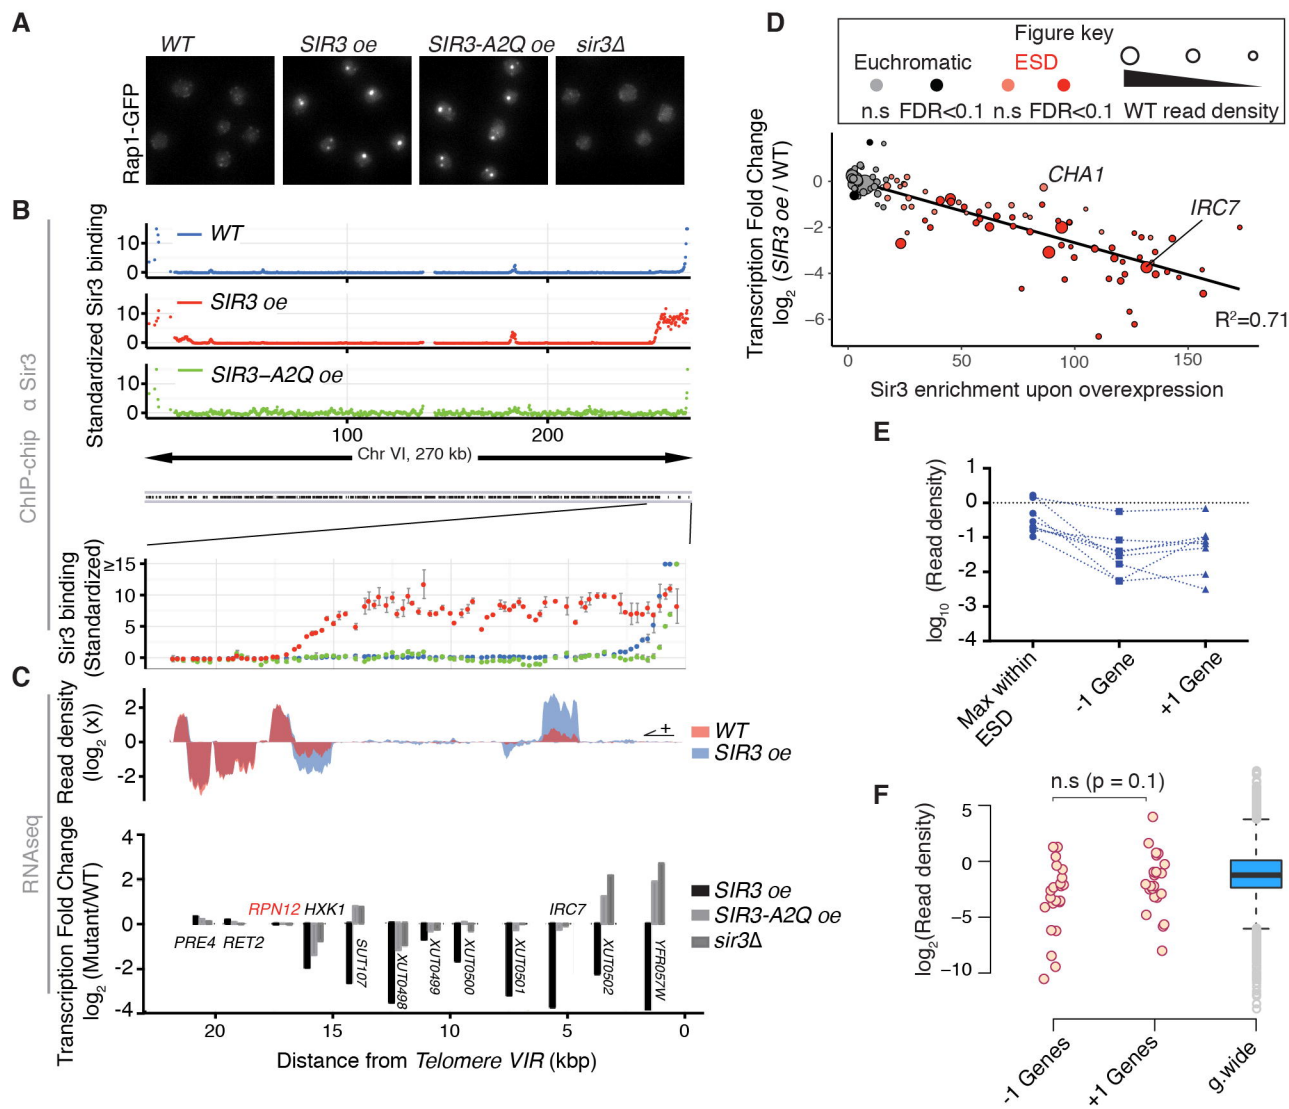 A
WT
SIR3 oe
SIR3-A2Q oe
sir3Δ
Rap1-GFP
B
ChIP-chip α Sir3
Standardized Sir3 binding
10
0
WT
10
0
SIR3 oe
10
0
SIR3–A2Q oe
100
200
Chr VI, 270 kb)
Sir3 binding
(Standardized)
≥15
10
5
0
C
RNAseq
Read density
(log2 (x))
2
0
-2
+
WT
SIR3 oe
Transcription Fold Change
log2 (Mutant/WT)
4
2
0
-2
-4
PRE4
RET2
RPN12
HXK1
SUT107
XUT0498
XUT0499
XUT0500
XUT0501
IRC7
XUT0502
YFR057W
SIR3 oe
SIR3-A2Q oe
sir3Δ
20
15
10
5
0
Distance from Telomere VIR (kbp)
D
Figure key
Euchromatic
ESD
n.s FDR<0.1 n.s FDR<0.1 WT read density
Transcription Fold Change
log2 (SIR3 oe / WT)
0
−2
−4
−6
CHA1
IRC7
R²=0.71
0
50
100
150
Sir3 enrichment upon overexpression
E
log10 (Read density)
1
0
-1
-2
-3
-4
Max within
ESD
-1 Gene
+1 Gene
F
n.s (p = 0.1)
log2(Read density)
5
0
−5
−10
-1 Genes
+1 Genes
g.wide